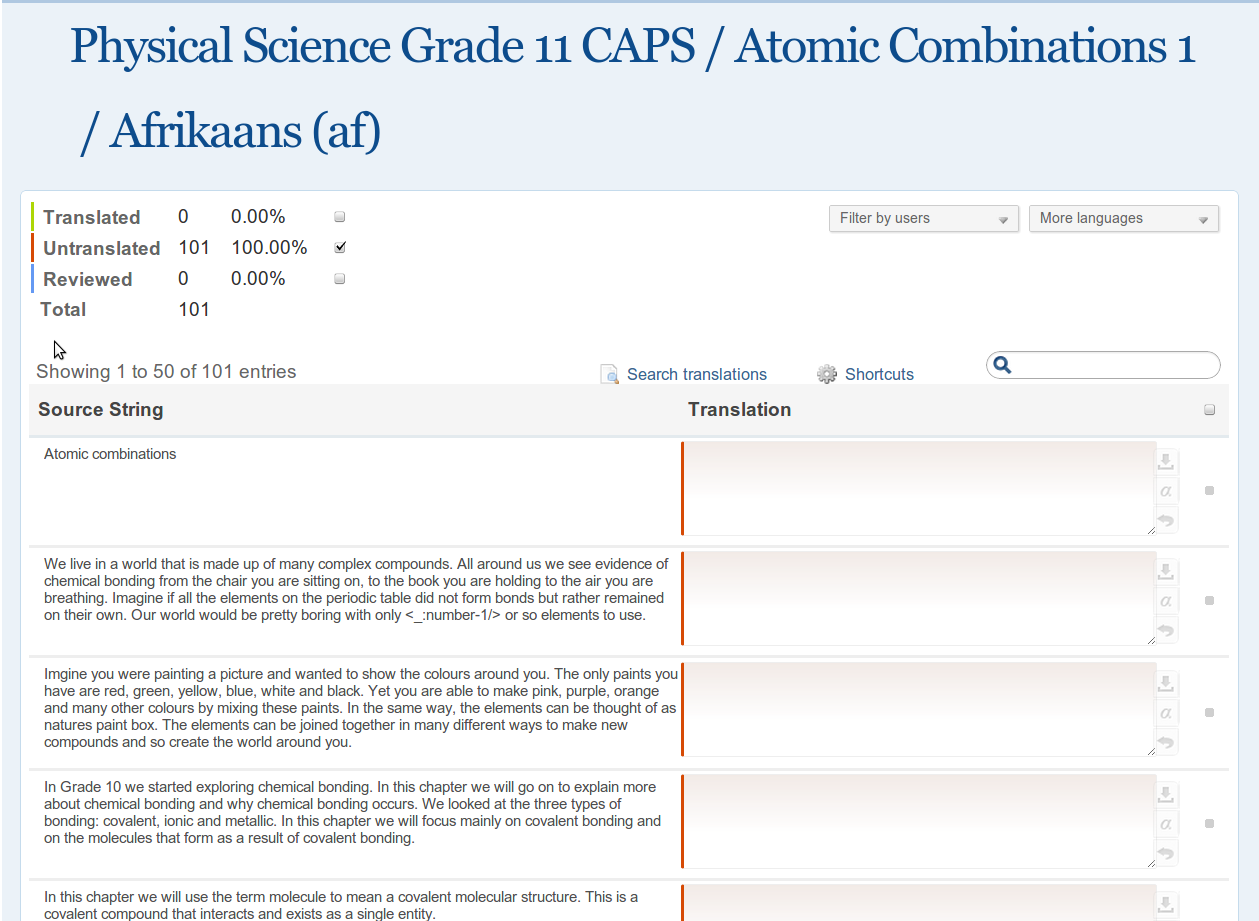 Physical Science Grade 11 CAPS / Atomic Combinations 1
/ Afrikaans (af)
Translated 0 0.00%
Untranslated 101 100.00%
Reviewed 0 0.00%
Total 101
Filter by users
More languages
Showing 1 to 50 of 101 entries
Search translations
Shortcuts
Source String
Translation
Atomic combinations
We live in a world that is made up of many complex compounds. All around us we see evidence of
chemical bonding from the chair you are sitting on, to the book you are holding to the air you are
breathing. Imagine if all the elements on the periodic table did not form bonds but rather remained
on their own. Our world would be pretty boring with only <_:number-1/> or so elements to use.
Imgine you were painting a picture and wanted to show the colours around you. The only paints you
have are red, green, yellow, blue, white and black. Yet you are able to make pink, purple, orange
and many other colours by mixing these paints. In the same way, the elements can be thought of as
natures paint box. The elements can be joined together in many different ways to make new
compounds and so create the world around you.
In Grade 10 we started exploring chemical bonding. In this chapter we will go on to explain more
about chemical bonding and why chemical bonding occurs. We looked at the three types of
bonding: covalent, ionic and metallic. In this chapter we will focus mainly on covalent bonding and
on the molecules that form as a result of covalent bonding.
In this chapter we will use the term molecule to mean a covalent molecular structure. This is a
covalent compound that interacts and exists as a single entity.